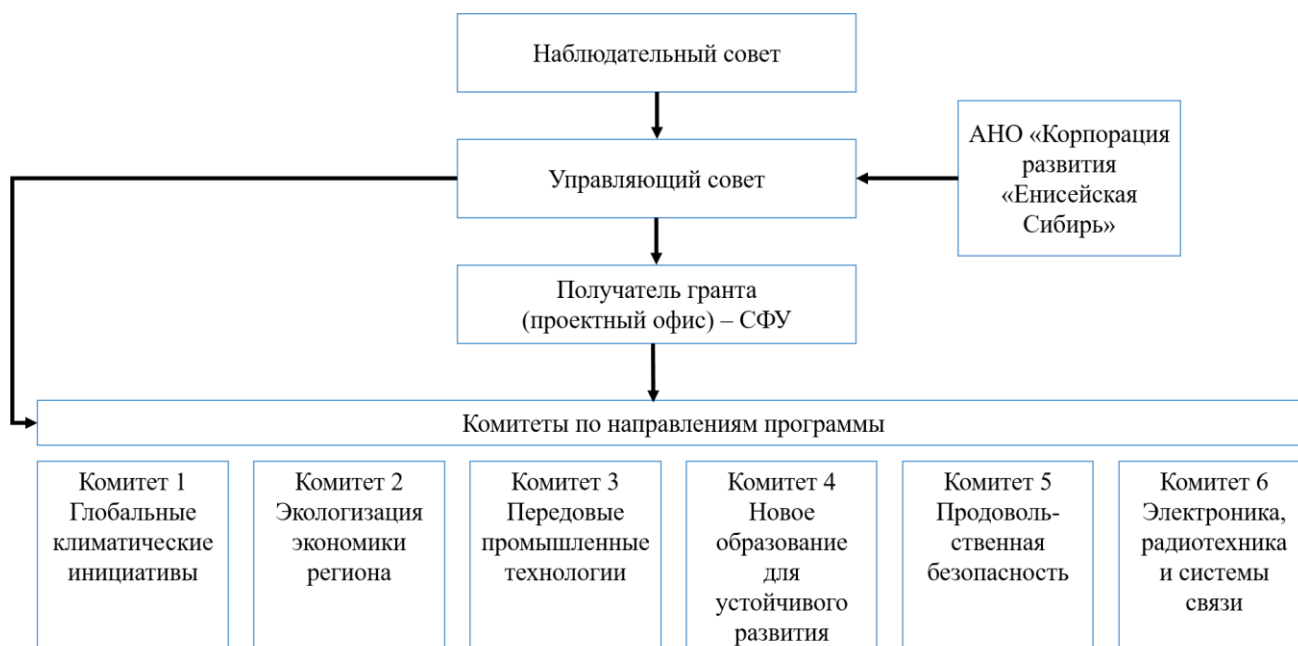 Наблюдательный совет
АНО «Корпорация
развития
«Енисейская
Сибирь»
Управляющий совет
Получатель гранта
(проектный офис) – СФУ
Комитеты по направлениям программы
Комитет 1
Глобальные
климатические
инициативы
Комитет 2
Экологизация
экономики
региона
Комитет 3
Передовые
промышленные
технологии
Комитет 4
Новое
образование
для
устойчивого
развития
Комитет 5
Продоволь-
ственная
безопасность
Комитет 6
Электроника,
радиотехника
и системы
связи